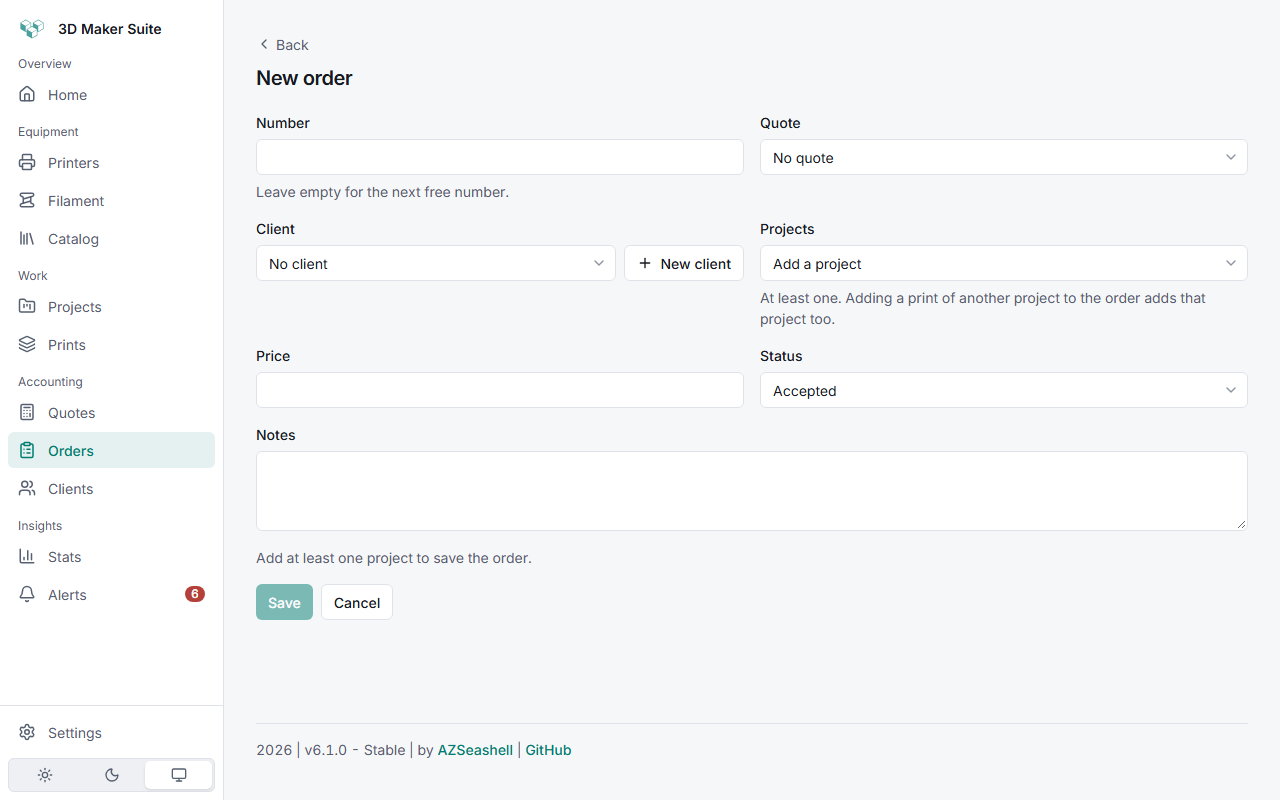 3D Maker Suite
Overview
Home
Equipment
Printers
Filament
Catalog
Work
Projects
Prints
Accounting
Quotes
Orders
Clients
Insights
Stats
Alerts 6
Settings
Back
New order
Number
Quote
No quote
Leave empty for the next free number.
Client
Projects
No client
New client
Add a project
At least one. Adding a print of another project to the order adds that
project too.
Price
Status
Accepted
Notes
Add at least one project to save the order.
Save
Cancel
2026 | v6.1.0 - Stable | by AZSeashell | GitHub